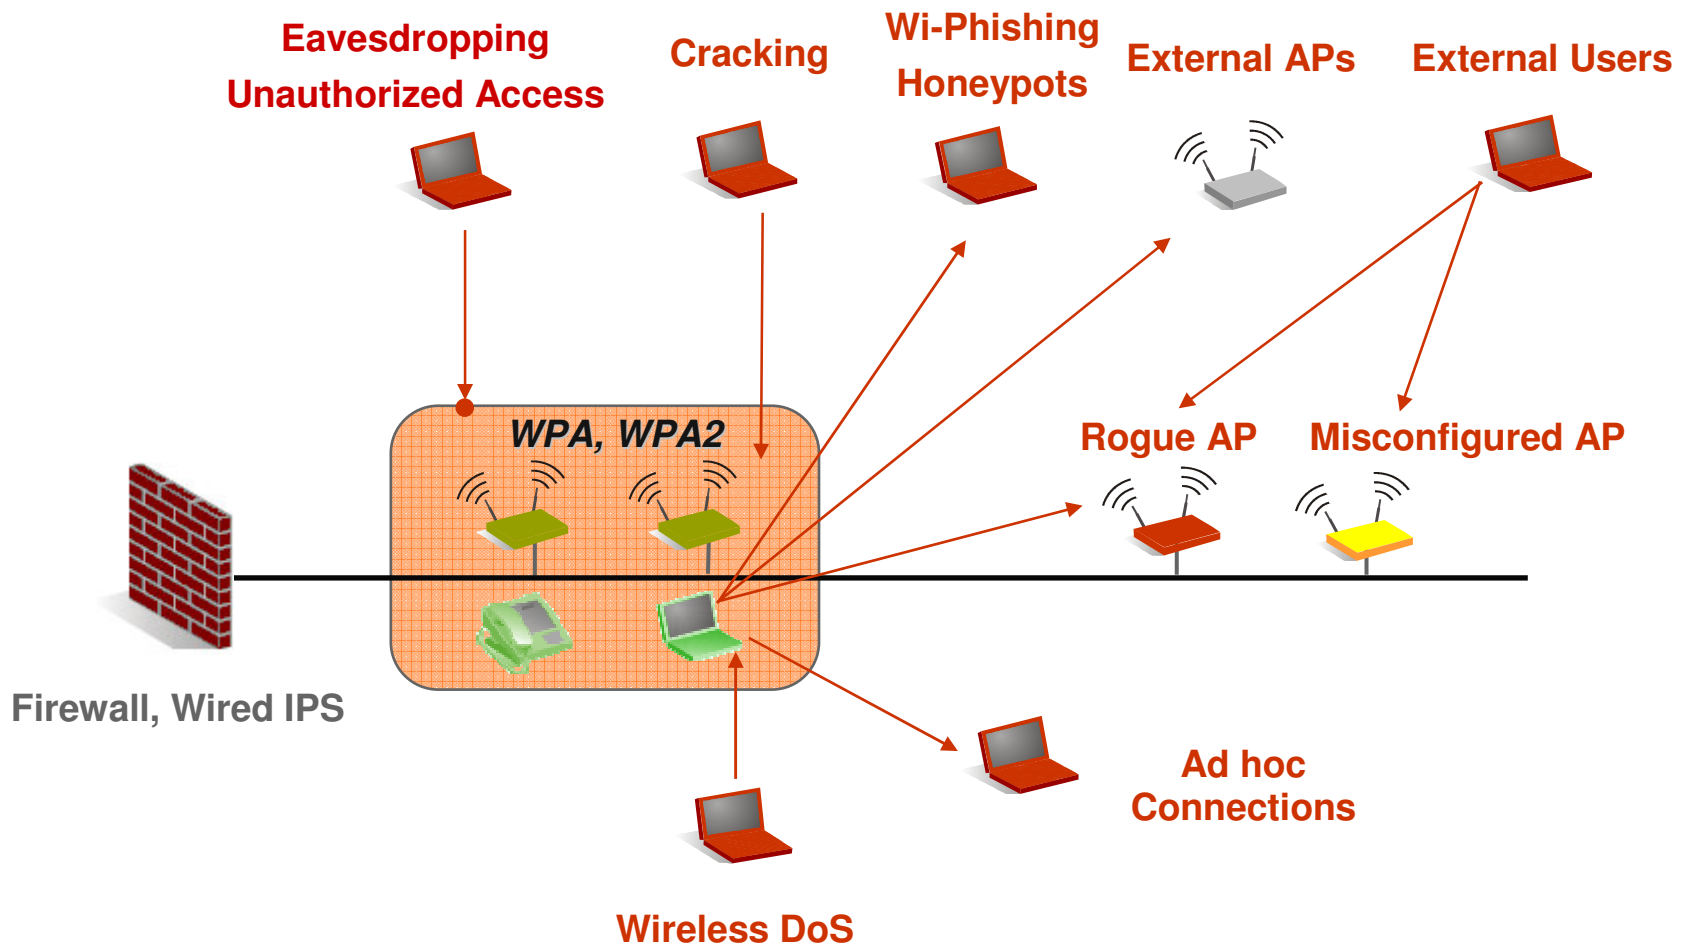 Eavesdropping
Unauthorized Access
Cracking
Wi-Phishing
Honeypots
External APs
External Users
WPA, WPA2
Rogue AP
Misconfigured AP
Firewall, Wired IPS
Ad hoc
Connections
Wireless DoS